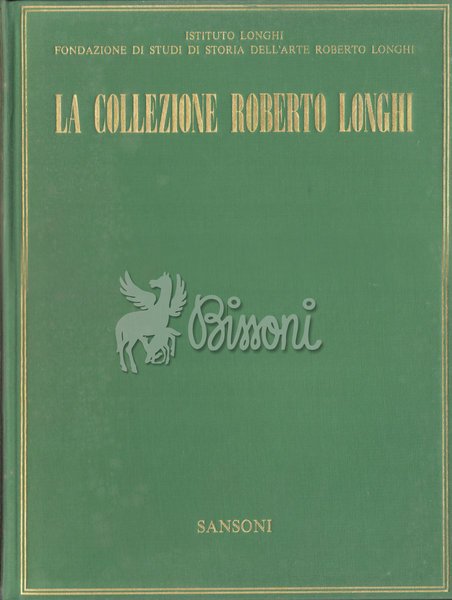 ISTITUTO LONGHI
FONDAZIONE DI STUDI DI STORIA DELL'ARTE ROBERTO LONGHI
LA COLLEZIONE ROBERTO LONGHI
Bissoni
SANSONI